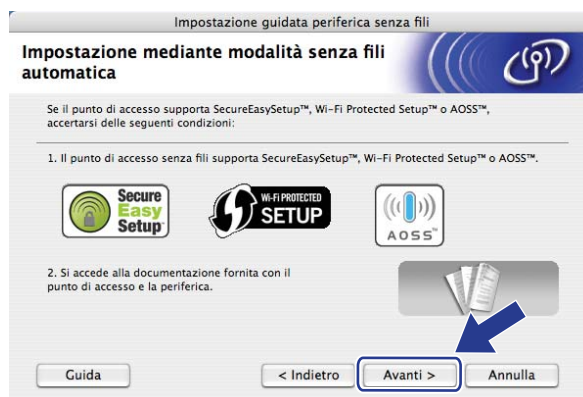 Impostazione guidata periferica senza fili
Impostazione mediante modalità senza fili
automatica
Se il punto di accesso supporta SecureEasySetup™, Wi-Fi Protected Setup™ o AOSS™,
accertarsi delle seguenti condizioni:
1. Il punto di accesso senza fili supporta SecureEasySetup™, Wi-Fi Protected Setup™ o AOSS™.
Secure
Easy
Setup™
WI-FI PROTECTED
SETUP
AOSS™
2. Si accede alla documentazione fornita con il
punto di accesso e la periferica.
Guida
< Indietro
Avanti >
Annulla